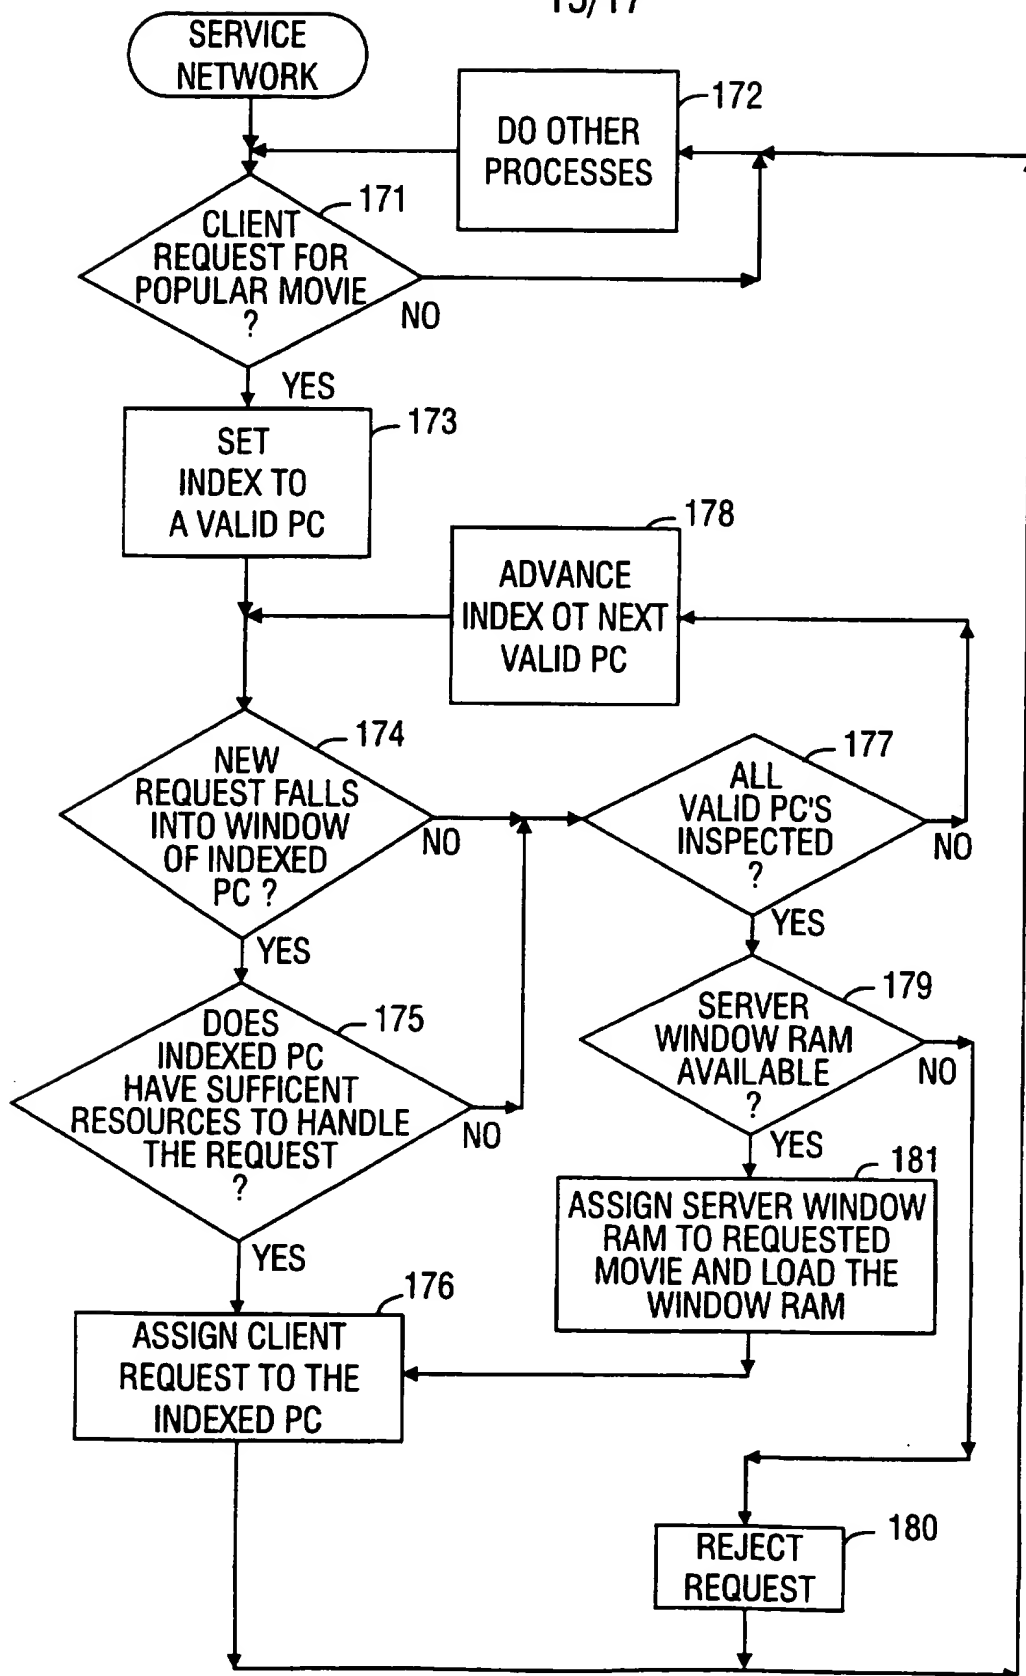 15/17
SERVICE
NETWORK
DO OTHER
PROCESSES
172
171
CLIENT
REQUEST FOR
POPULAR MOVIE
?
NO
YES
173
SET
INDEX TO
A VALID PC
178
ADVANCE
INDEX OT NEXT
VALID PC
174
NEW
REQUEST FALLS
INTO WINDOW
OF INDEXED
PC ?
NO
YES
177
ALL
VALID PC'S
INSPECTED
?
NO
YES
175
DOES
INDEXED PC
HAVE SUFFICENT
RESOURCES TO HANDLE
THE REQUEST
?
NO
YES
179
SERVER
WINDOW RAM
AVAILABLE
?
NO
YES
181
ASSIGN SERVER WINDOW
RAM TO REQUESTED
MOVIE AND LOAD THE
WINDOW RAM
176
ASSIGN CLIENT
REQUEST TO THE
INDEXED PC
180
REJECT
REQUEST